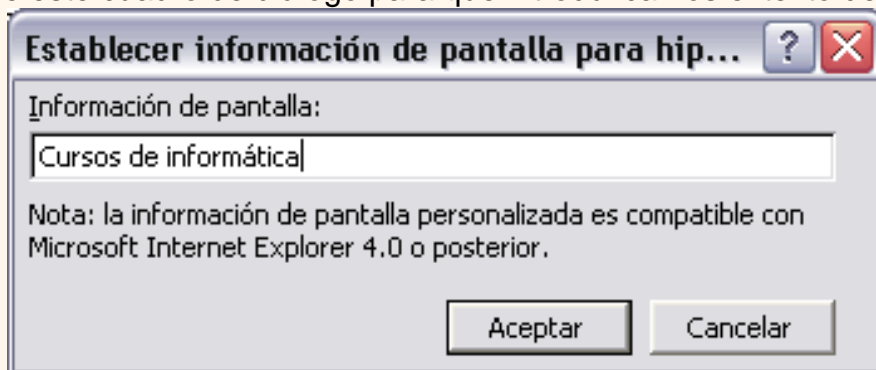 Establecer información de pantalla para hip...
Información de pantalla:
Cursos de informática
Nota: la información de pantalla personalizada es compatible con
Microsoft Internet Explorer 4.0 o posterior.
Aceptar
Cancelar